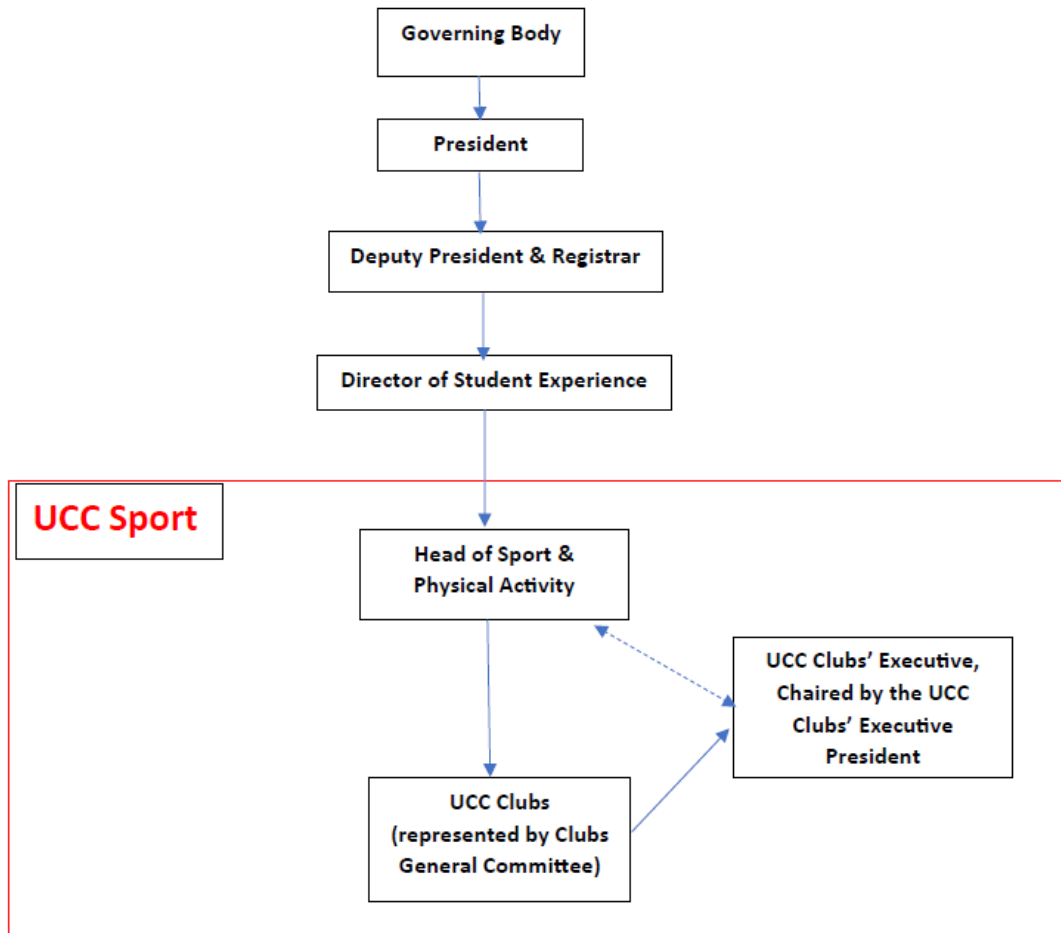 Governing Body
President
Deputy President & Registrar
Director of Student Experience
UCC Sport
Head of Sport &
Physical Activity
UCC Clubs’ Executive,
Chaired by the UCC
Clubs’ Executive
President
UCC Clubs
(represented by Clubs
General Committee)